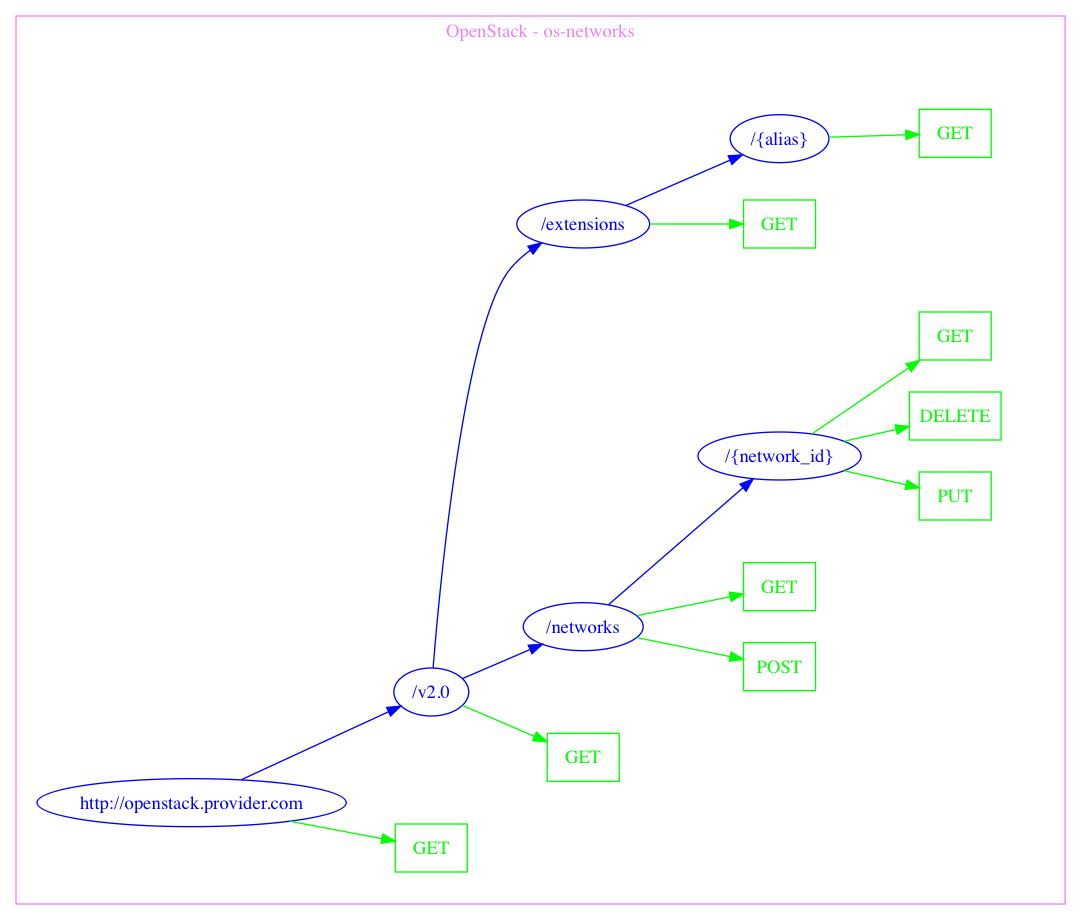 OpenStack - os-networks
/{alias}
GET
/extensions
GET
GET
DELETE
/{network_id}
PUT
GET
/networks
POST
/v2.0
GET
http://openstack.provider.com
GET